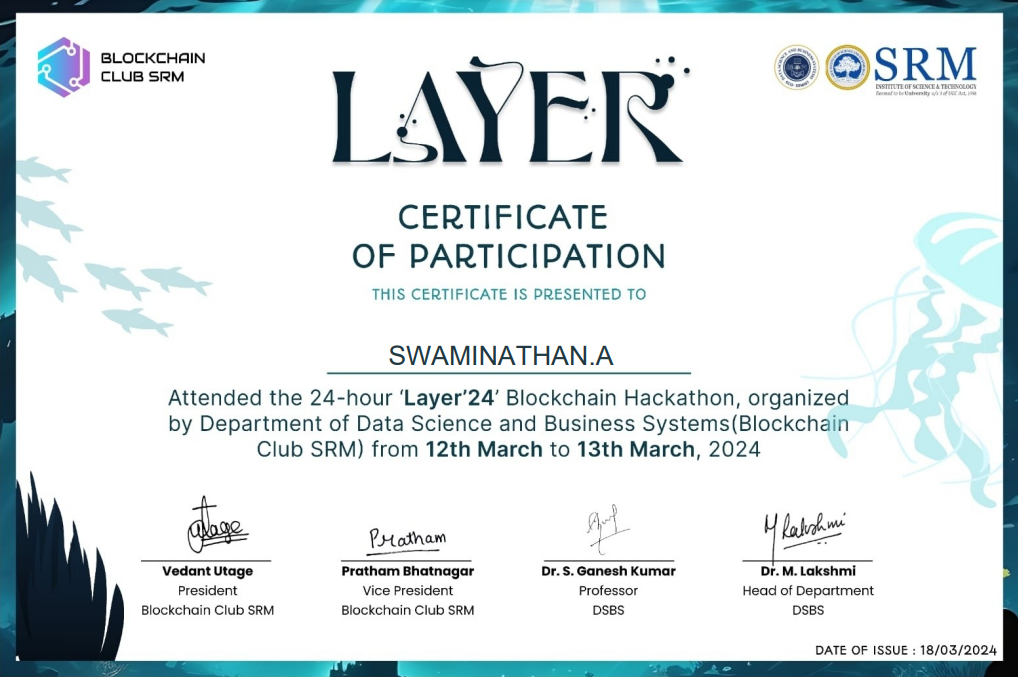 BLOCKCHAIN
CLUB SRM
LAYER
SRM
INSTITUTE OF SCIENCE & TECHNOLOGY
Deemed to be University u/s 3 of UGC Act, 1956
CERTIFICATE
OF PARTICIPATION
THIS CERTIFICATE IS PRESENTED TO
SWAMINATHAN.A
Attended the 24-hour ‘Layer’24’ Blockchain Hackathon, organized
by Department of Data Science and Business Systems(Blockchain
Club SRM) from 12th March to 13th March, 2024
Pratham
M Lakshmi
Vedant Utage
Pratham Bhatnagar
Dr. S. Ganesh Kumar
Dr. M. Lakshmi
President
Vice President
Professor
Head of Department
Blockchain Club SRM
Blockchain Club SRM
DSBS
DSBS
DATE OF ISSUE : 18/03/2024